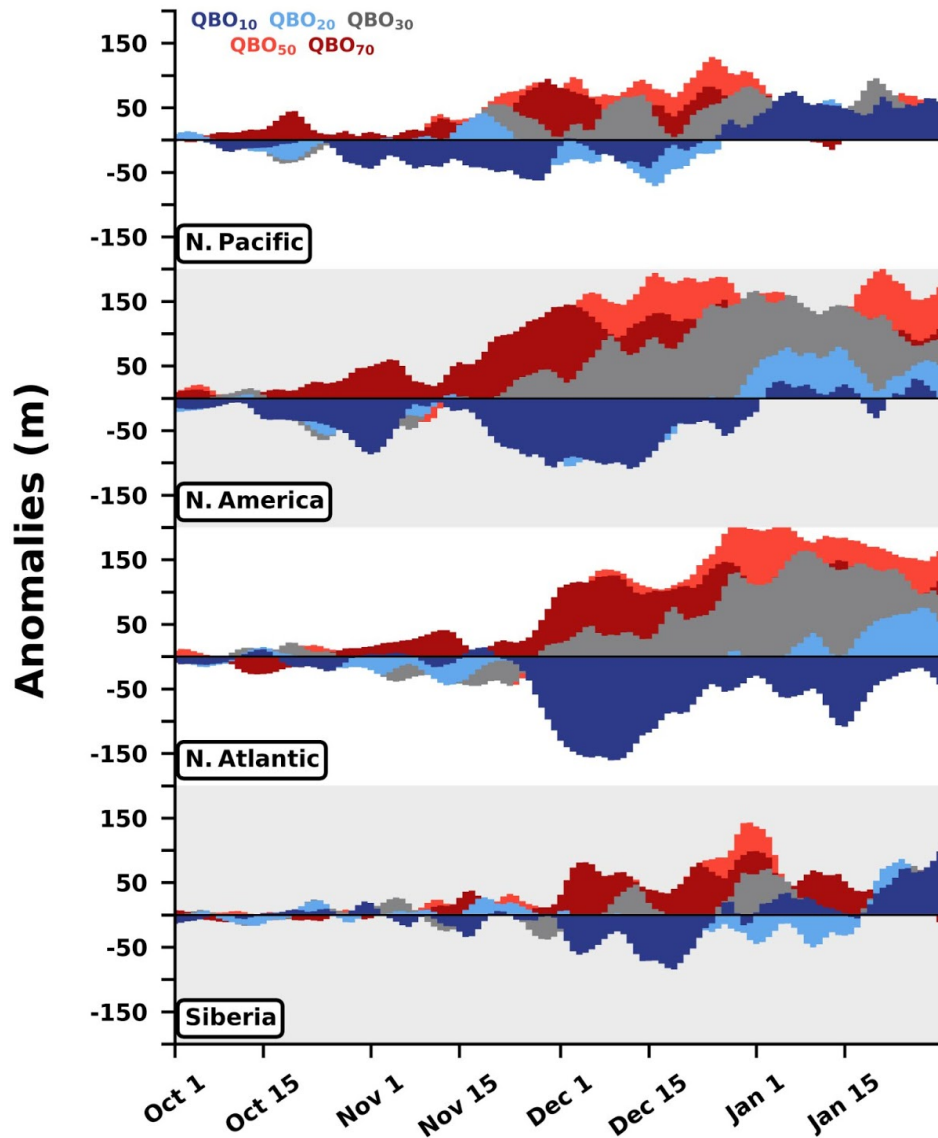 QBO10 QBO20 QBO30
QBO50 QBO70
Anomalies (m)
150
50
-50
-150
N. Pacific
150
50
-50
-150
N. America
150
50
-50
-150
N. Atlantic
150
50
-50
-150
Siberia
Oct 1 Oct 15 Nov 1 Nov 15 Dec 1 Dec 15 Jan 1 Jan 15